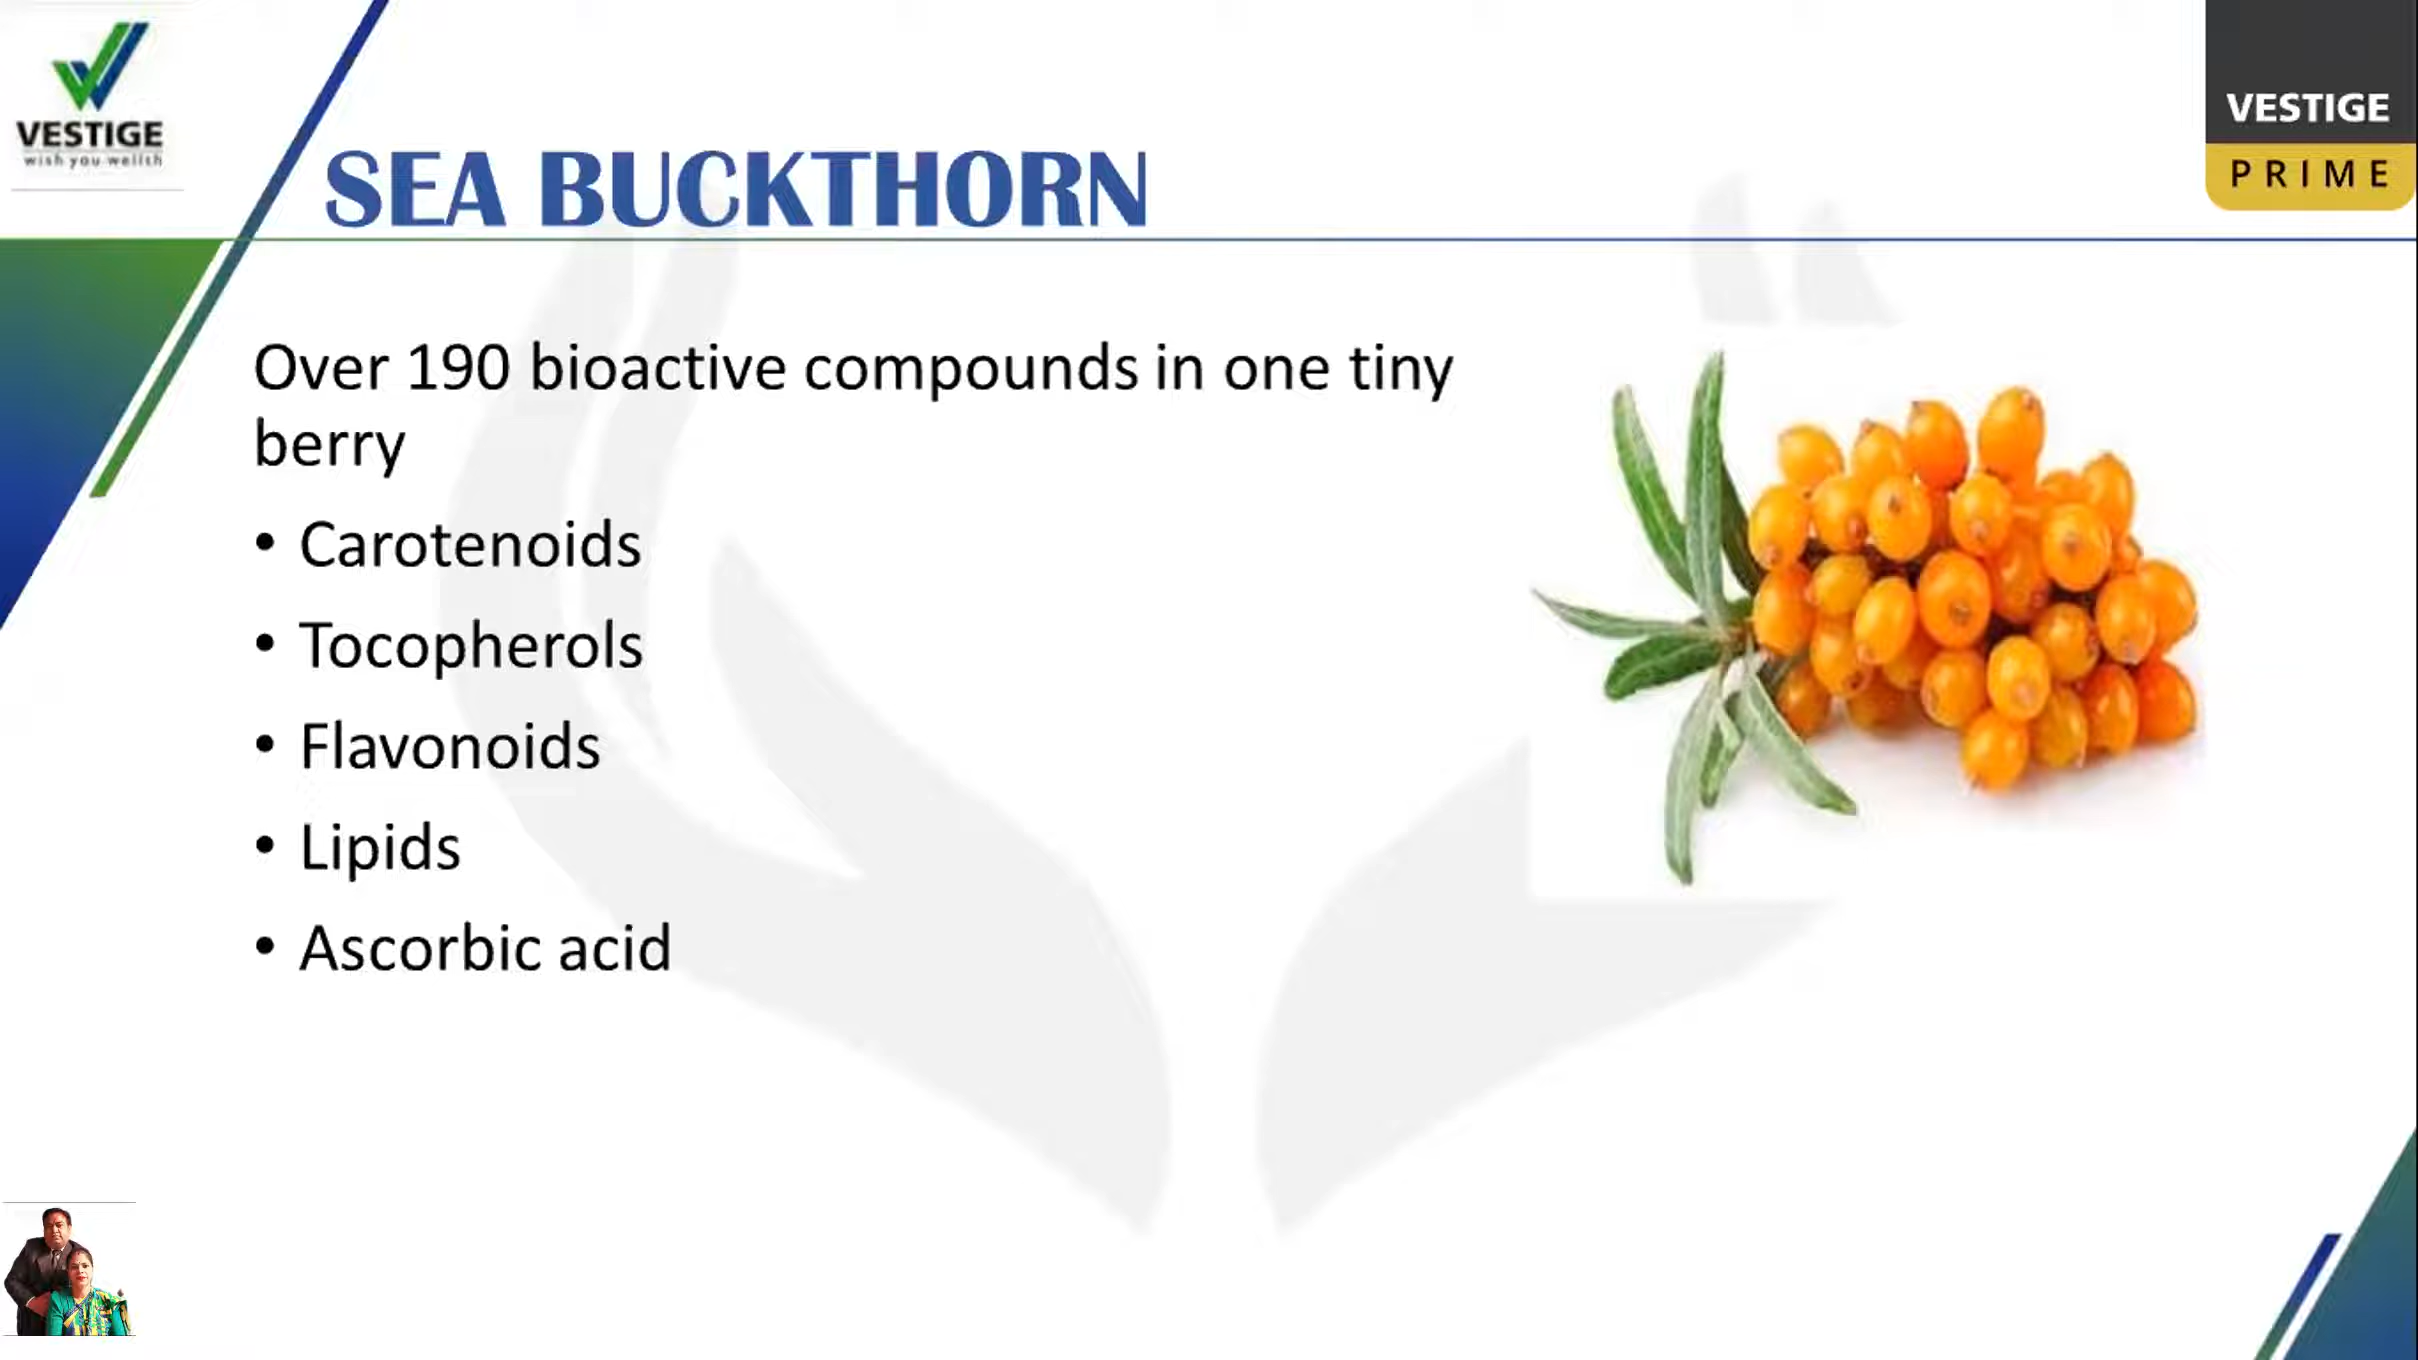 VESTIGE
wish you wellth
VESTIGE
PRIME
SEA BUCKTHORN
Over 190 bioactive compounds in one tiny
berry
• Carotenoids
• Tocopherols
• Flavonoids
• Lipids
• Ascorbic acid